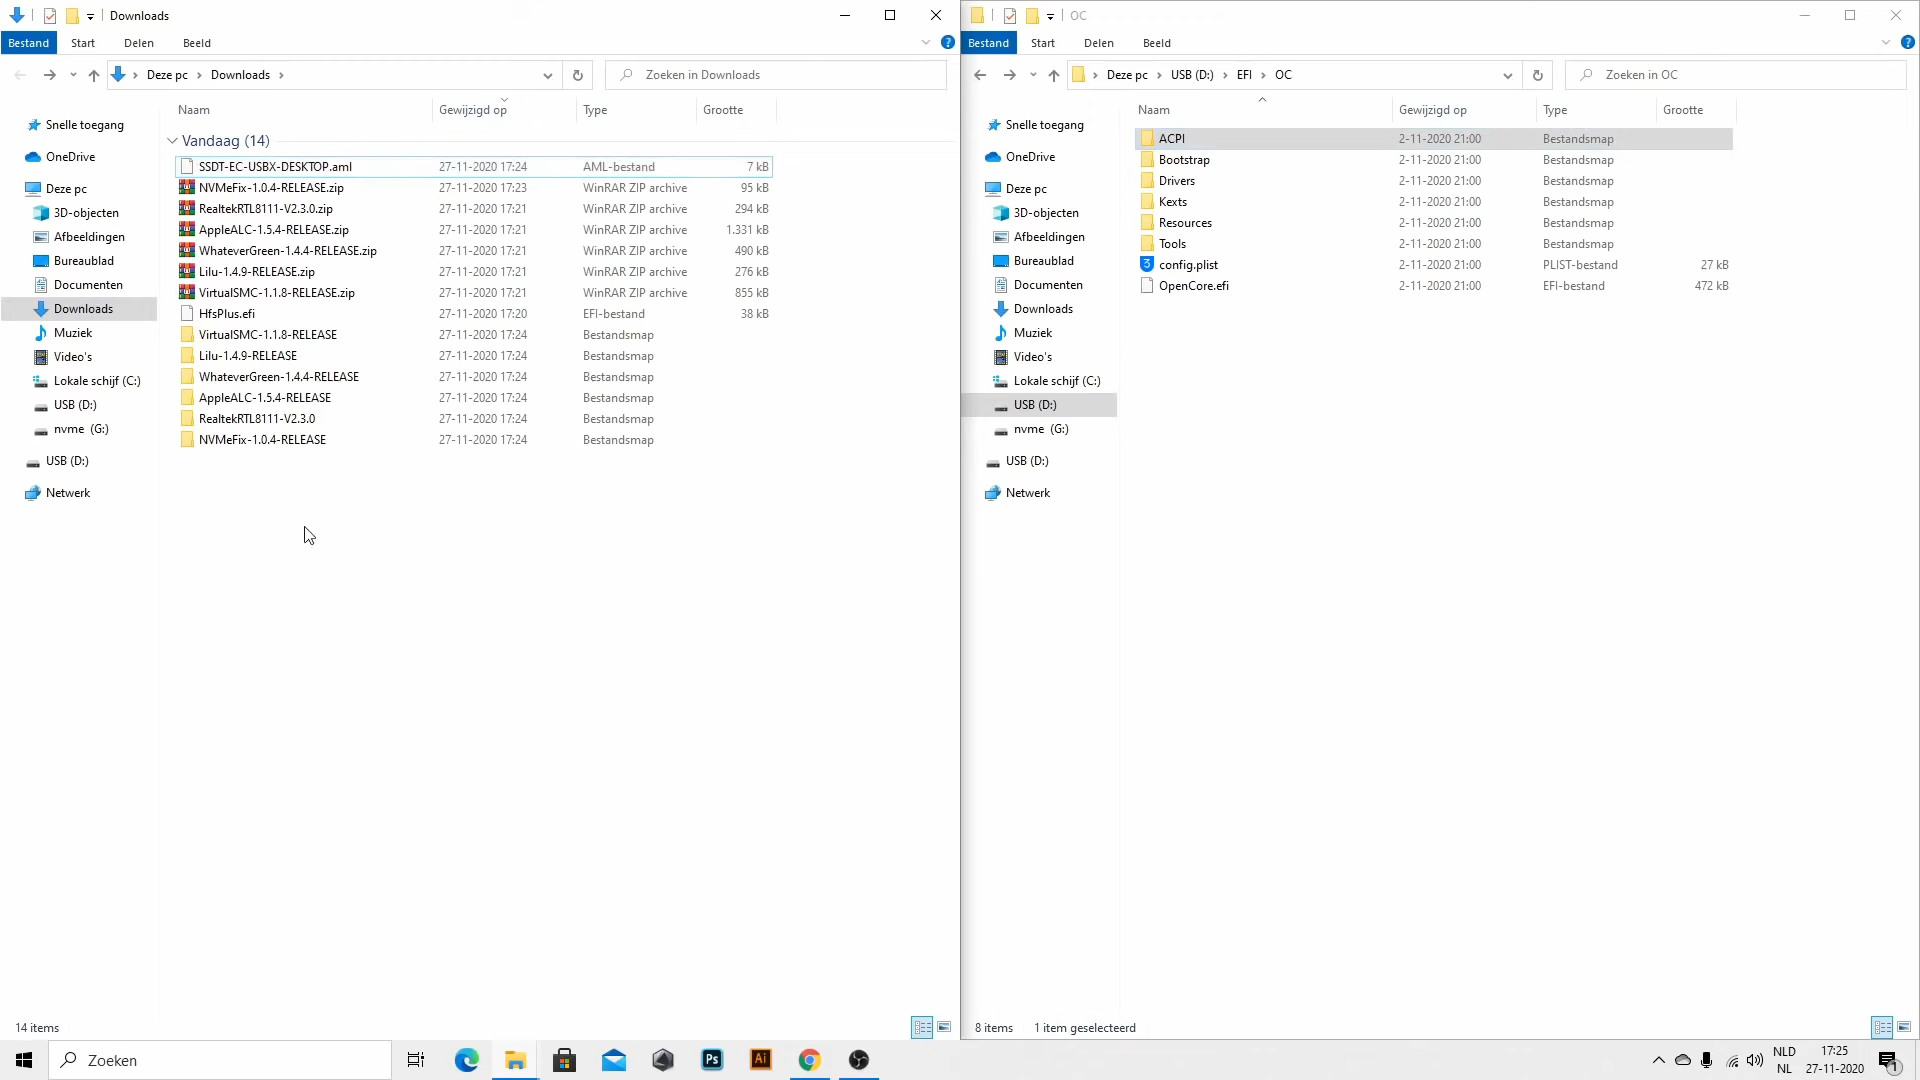 Downloads
Bestand Start Delen Beeld
Deze pc Downloads
Zoeken in Downloads
Naam Gewijzigd op Type Grootte
Snelle toegang
OneDrive
Deze pc
3D-objecten
Afbeeldingen
Bureaublad
Documenten
Downloads
Muziek
Video's
Lokale schijf (C:)
USB (D:)
nvme (G:)
USB (D:)
Netwerk
Vandaag (14)
SSDT-EC-USBX-DESKTOP.aml 27-11-2020 17:24 AML-bestand 7 kB
NVMeFix-1.0.4-RELEASE.zip 27-11-2020 17:23 WinRAR ZIP archive 95 kB
RealtekRTL8111-V2.3.0.zip 27-11-2020 17:21 WinRAR ZIP archive 294 kB
AppleALC-1.5.4-RELEASE.zip 27-11-2020 17:21 WinRAR ZIP archive 1.331 kB
WhateverGreen-1.4.4-RELEASE.zip 27-11-2020 17:21 WinRAR ZIP archive 490 kB
Lilu-1.4.9-RELEASE.zip 27-11-2020 17:21 WinRAR ZIP archive 276 kB
VirtualSMC-1.1.8-RELEASE.zip 27-11-2020 17:21 WinRAR ZIP archive 855 kB
HfsPlus.efi 27-11-2020 17:20 EFI-bestand 38 kB
VirtualSMC-1.1.8-RELEASE 27-11-2020 17:24 Bestandsmap
Lilu-1.4.9-RELEASE 27-11-2020 17:24 Bestandsmap
WhateverGreen-1.4.4-RELEASE 27-11-2020 17:24 Bestandsmap
AppleALC-1.5.4-RELEASE 27-11-2020 17:24 Bestandsmap
RealtekRTL8111-V2.3.0 27-11-2020 17:24 Bestandsmap
NVMeFix-1.0.4-RELEASE 27-11-2020 17:24 Bestandsmap
14 items
OC
Bestand Start Delen Beeld
Deze pc USB (D:) EFI OC
Zoeken in OC
Naam Gewijzigd op Type Grootte
Snelle toegang
OneDrive
Deze pc
3D-objecten
Afbeeldingen
Bureaublad
Documenten
Downloads
Muziek
Video's
Lokale schijf (C:)
USB (D:)
nvme (G:)
USB (D:)
Netwerk
ACPI 2-11-2020 21:00 Bestandsmap
Bootstrap 2-11-2020 21:00 Bestandsmap
Drivers 2-11-2020 21:00 Bestandsmap
Kexts 2-11-2020 21:00 Bestandsmap
Resources 2-11-2020 21:00 Bestandsmap
Tools 2-11-2020 21:00 Bestandsmap
config.plist 2-11-2020 21:00 PLIST-bestand 27 kB
OpenCore.efi 2-11-2020 21:00 EFI-bestand 472 kB
8 items 1 item geselecteerd
Zoeken
Ps
Ai
NLD
NL
17:25
27-11-2020
1